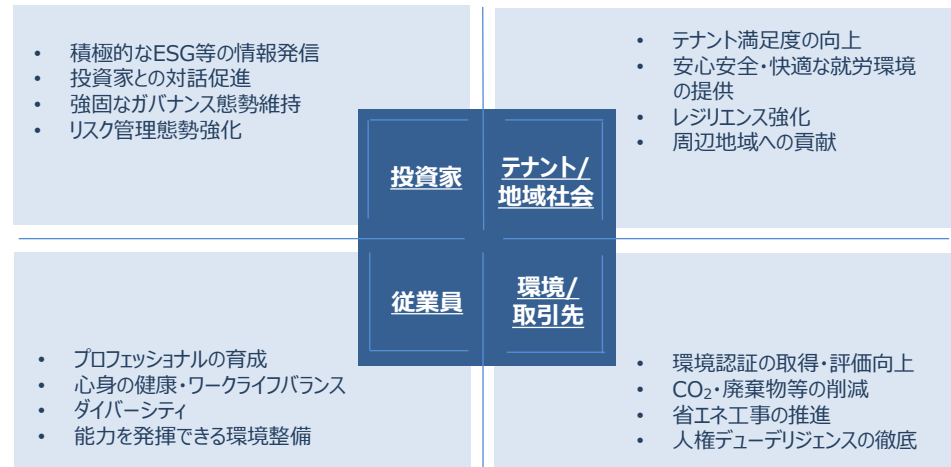 • 積極的なESG等の情報発信
• 投資家との対話促進
• 強固なガバナンス態勢維持
• リスク管理態勢強化
• テナント満足度の向上
• 安心安全・快適な就労環境
の提供
• レジリエンス強化
• 周辺地域への貢献
投資家
テナント/
地域社会
従業員
環境/
取引先
• プロフェッショナルの育成
• 心身の健康・ワークライフバランス
• ダイバーシティ
• 能力を発揮できる環境整備
• 環境認証の取得・評価向上
• CO₂・廃棄物等の削減
• 省エネ工事の推進
• 人権デューデリジェンスの徹底